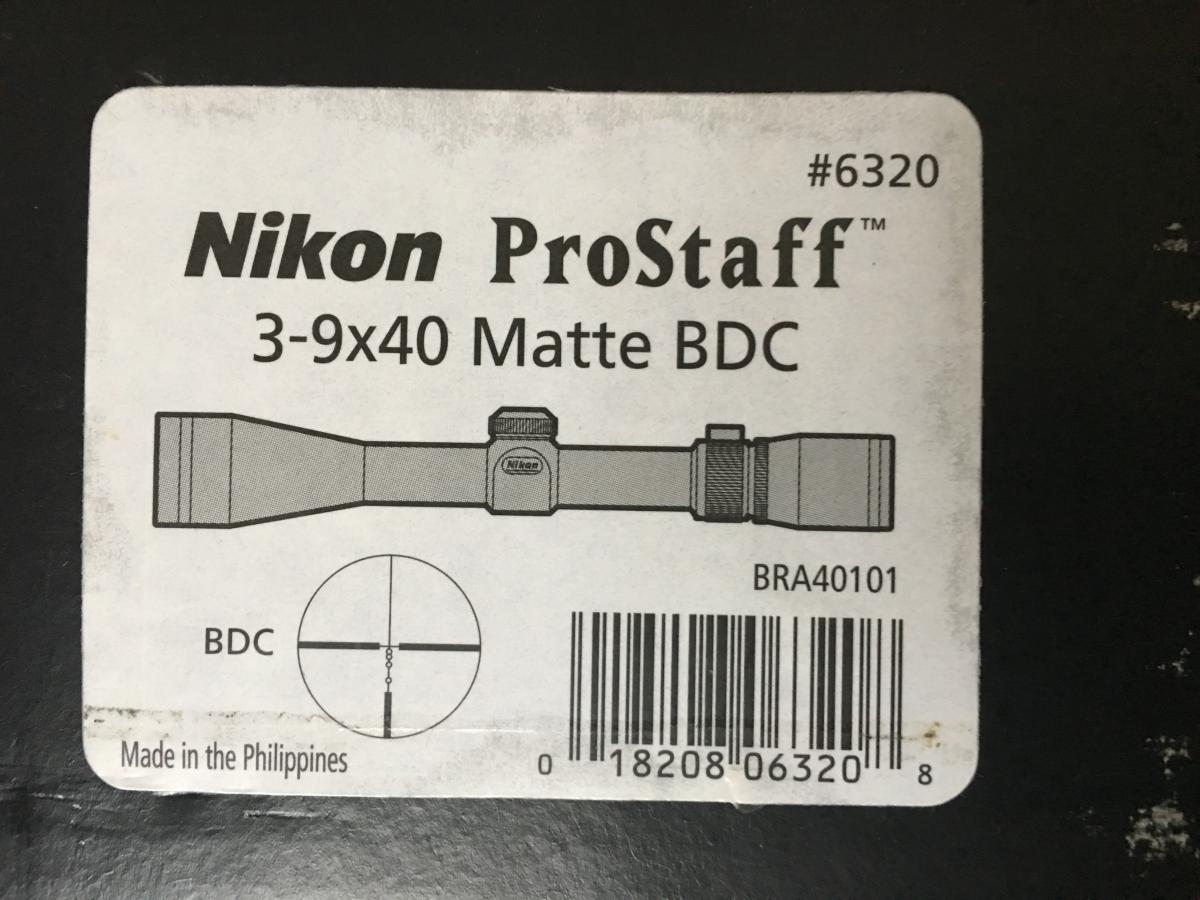 #6320
Nikon ProStaff™
3-9x40 Matte BDC
Nikon
BRA40101
BDC
Made in the Philippines
0 18208 06320 8